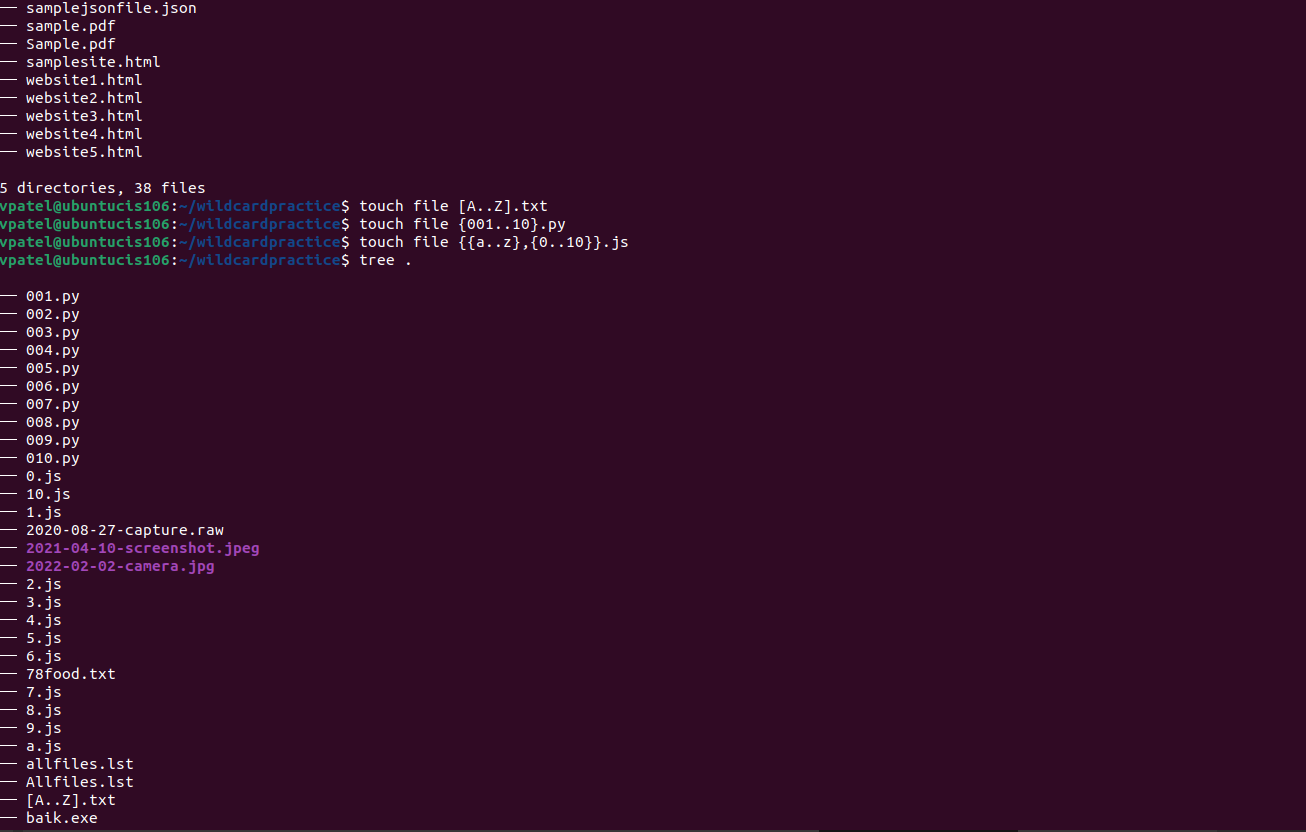 ── samplejsonfile.json
── sample.pdf
── Sample.pdf
── samplesite.html
── website1.html
── website2.html
── website3.html
── website4.html
── website5.html
5 directories, 38 files
vpatel@ubuntucis106:~/wildcardpractice$ touch file [A..Z].txt
vpatel@ubuntucis106:~/wildcardpractice$ touch file {001..10}.py
vpatel@ubuntucis106:~/wildcardpractice$ touch file {{a..z},{0..10}}.js
vpatel@ubuntucis106:~/wildcardpractice$ tree .
── 001.py
── 002.py
── 003.py
── 004.py
── 005.py
── 006.py
── 007.py
── 008.py
── 009.py
── 010.py
── 0.js
── 10.js
── 1.js
── 2020-08-27-capture.raw
── 2021-04-10-screenshot.jpeg
── 2022-02-02-camera.jpg
── 2.js
── 3.js
── 4.js
── 5.js
── 6.js
── 78food.txt
── 7.js
── 8.js
── 9.js
── a.js
── allfiles.lst
── Allfiles.lst
── [A..Z].txt
── baik.exe